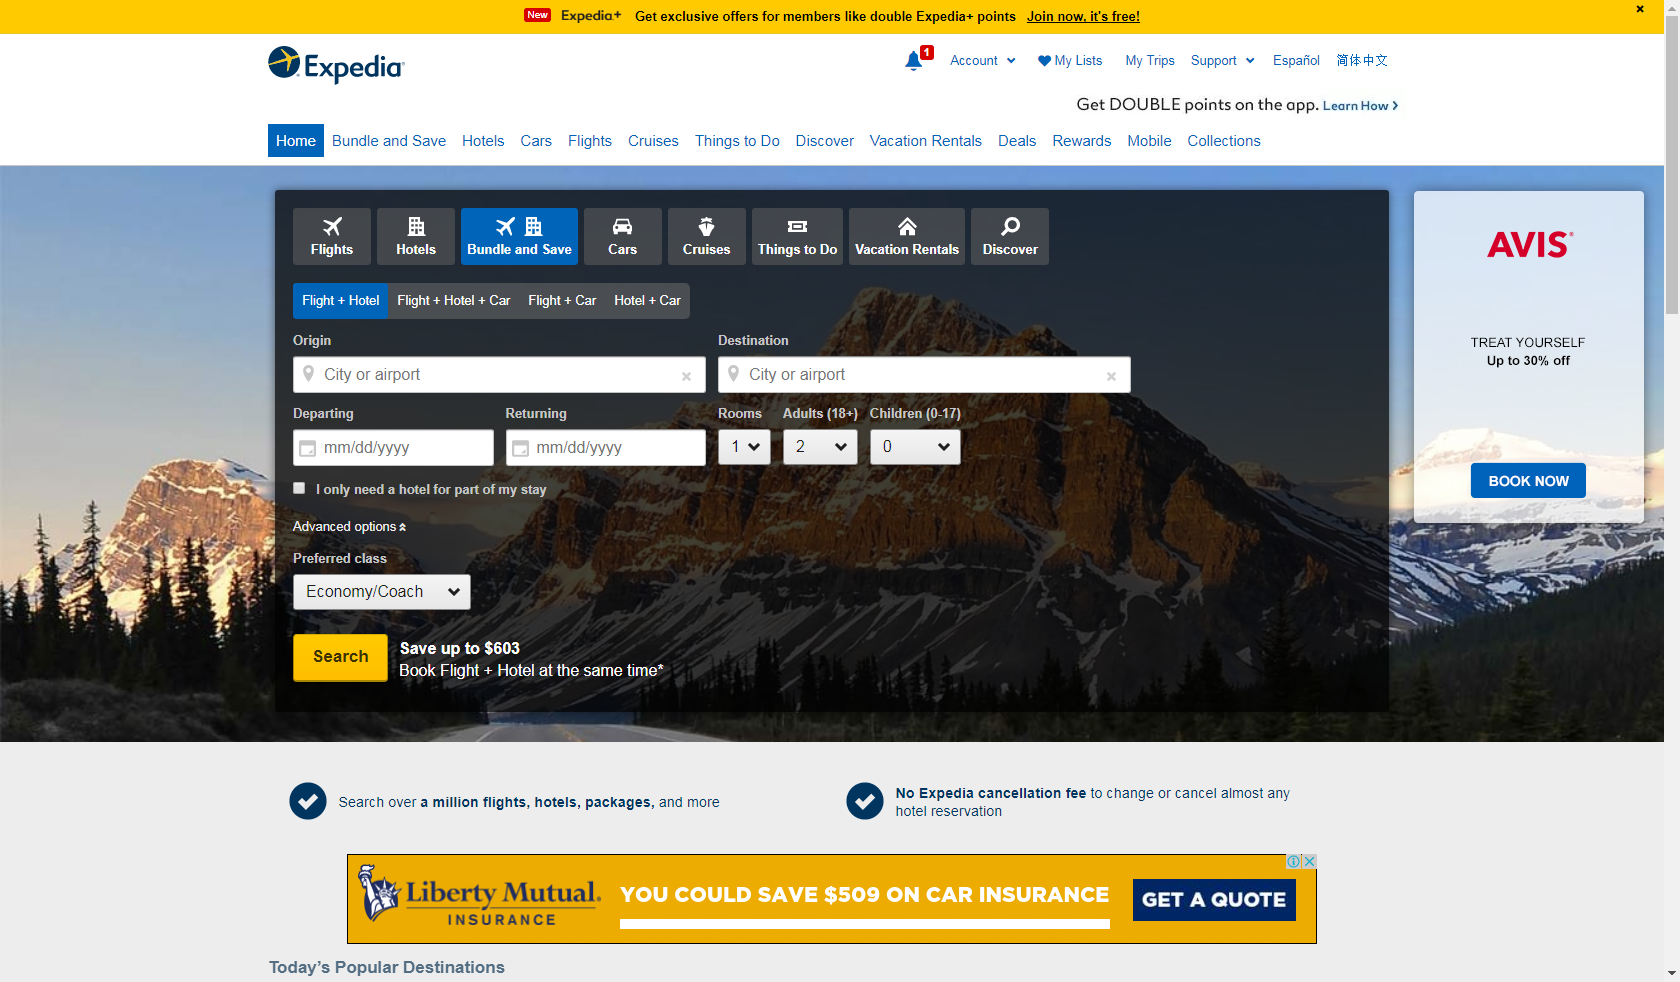 New Expedia+ Get exclusive offers for members like double Expedia+ points Join now, it's free!
Expedia
1 Account My Lists My Trips Support Español 简体中文
Get DOUBLE points on the app. Learn How
Home Bundle and Save Hotels Cars Flights Cruises Things to Do Discover Vacation Rentals Deals Rewards Mobile Collections
Flights Hotels Bundle and Save Cars Cruises Things to Do Vacation Rentals Discover
Flight + Hotel Flight + Hotel + Car Flight + Car Hotel + Car
Origin Destination
City or airport City or airport
Departing Returning Rooms Adults (18+) Children (0-17)
mm/dd/yyyy mm/dd/yyyy 1 2 0
I only need a hotel for part of my stay
Advanced options
Preferred class
Economy/Coach
Search
Save up to $603
Book Flight + Hotel at the same time*
AVIS
TREAT YOURSELF
Up to 30% off
BOOK NOW
Search over a million flights, hotels, packages, and more
No Expedia cancellation fee to change or cancel almost any
hotel reservation
Liberty Mutual.
INSURANCE
YOU COULD SAVE $509 ON CAR INSURANCE
GET A QUOTE
Today's Popular Destinations